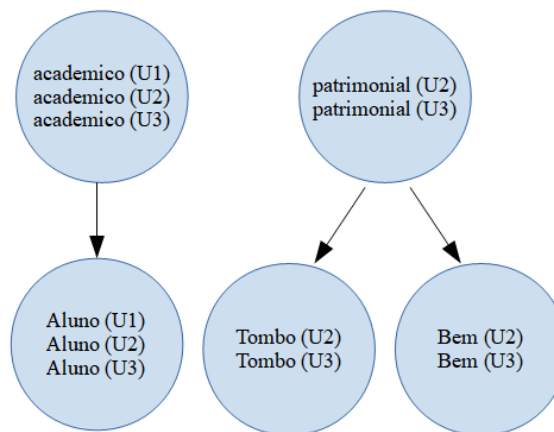 academico (U1)
academico (U2)
academico (U3)
patrimonial (U2)
patrimonial (U3)
Aluno (U1)
Aluno (U2)
Aluno (U3)
Tombo (U2)
Tombo (U3)
Bem (U2)
Bem (U3)